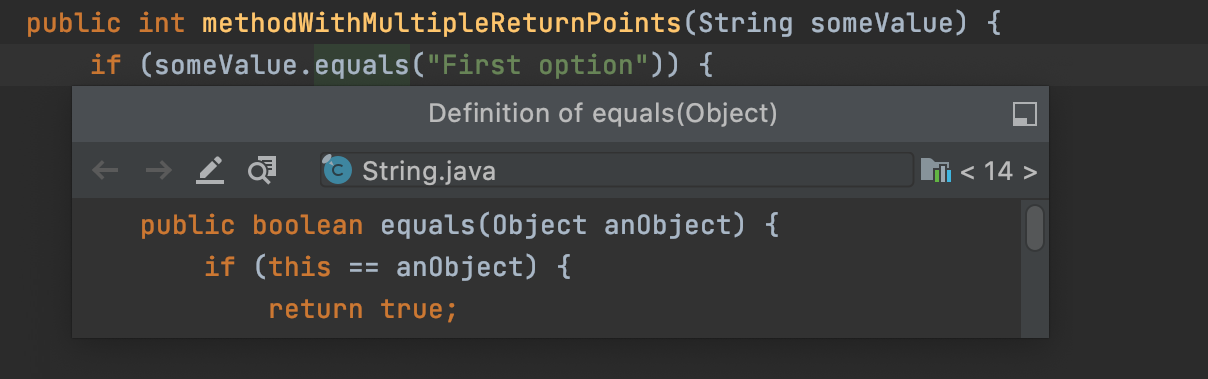 public int methodWithMultipleReturnPoints(String someValue) {
if (someValue.equals("First option")) {
Definition of equals(Object)
C String.java < 14 >
public boolean equals(Object anObject) {
if (this == anObject) {
return true;